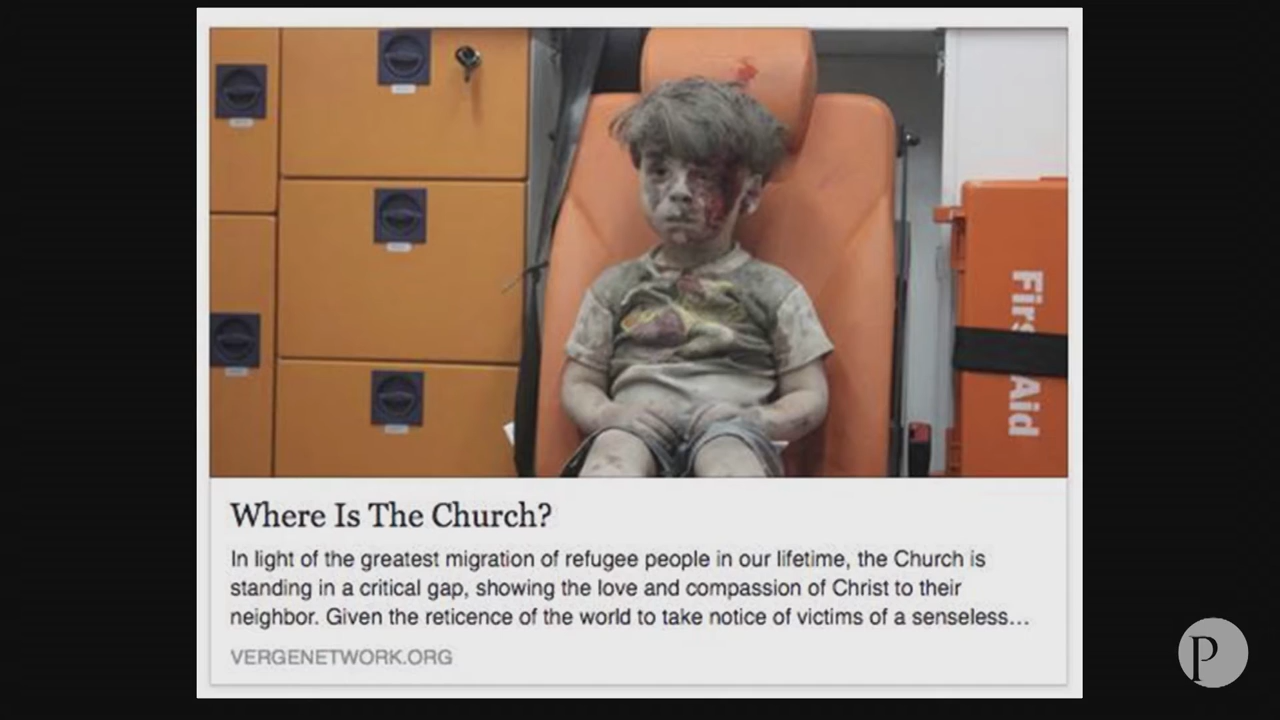 First Aid
Where Is The Church?
In light of the greatest migration of refugee people in our lifetime, the Church is
standing in a critical gap, showing the love and compassion of Christ to their
neighbor. Given the reticence of the world to take notice of victims of a senseless...
VERGENETWORK.ORG
P